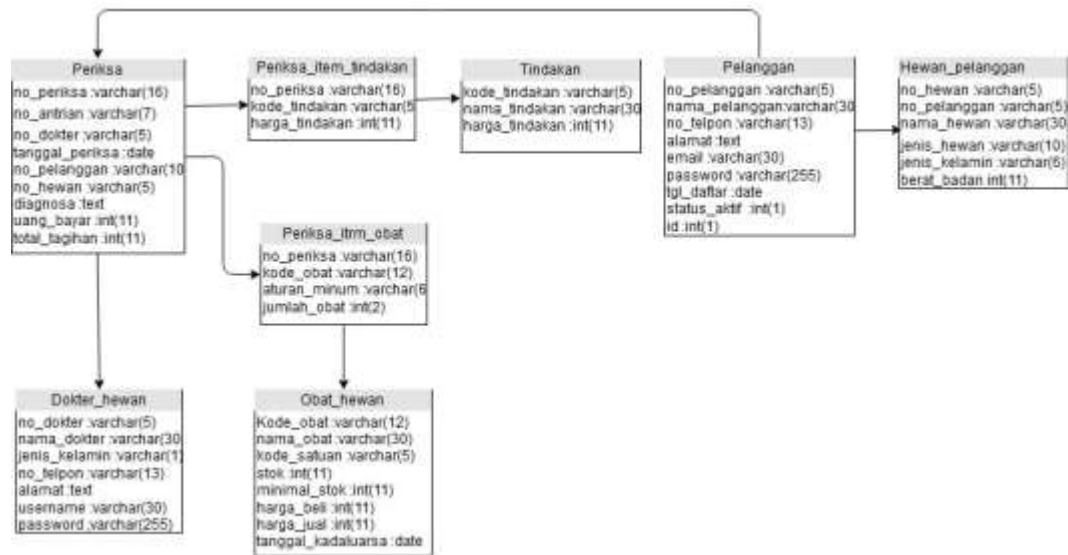 Periksa
no_periksa :varchar(16)
no_antrian :varchar(7)
no_dokter :varchar(5)
tanggal_periksa :date
no_pelanggan :varchar(10
no_hewan :varchar(5)
diagnosa :text
uang_bayar :int(11)
total_tagihan :int(11)
Periksa_item_tindakan
no_periksa :varchar(16)
kode_tindakan :varchar(5
harga_tindakan :int(11)
Tindakan
kode_tindakan :varchar(5)
nama_tindakan :varchar(30
harga_tindakan :int(11)
Pelanggan
no_pelanggan :varchar(5)
nama_pelanggan:varchar(30
no_telpon :varchar(13)
alamat :text
email :varchar(30)
password :varchar(255)
tgl_daftar :date
status_aktif :int(1)
id :int(1)
Hewan_pelanggan
no_hewan :varchar(5)
no_pelanggan :varchar(5)
nama_hewan :varchar(30
jenis_hewan :varchar(10)
jenis_kelamin :varchar(6)
berat_badan int(11)
Periksa_itrm_obat
no_periksa :varchar(16)
kode_obat :varchar(12)
aturan_minum :varchar(6
jumlah_obat :int(2)
Dokter_hewan
no_dokter :varchar(5)
nama_dokter :varchar(30
jenis_kelamin :varchar(1)
no_telpon :varchar(13)
alamat :text
username :varchar(30)
password :varchar(255)
Obat_hewan
Kode_obat :varchar(12)
nama_obat :varchar(30)
kode_satuan :varchar(5)
stok :int(11)
minimal_stok :int(11)
harga_beli :int(11)
harga_jual :int(11)
tanggal_kadaluarsa :date